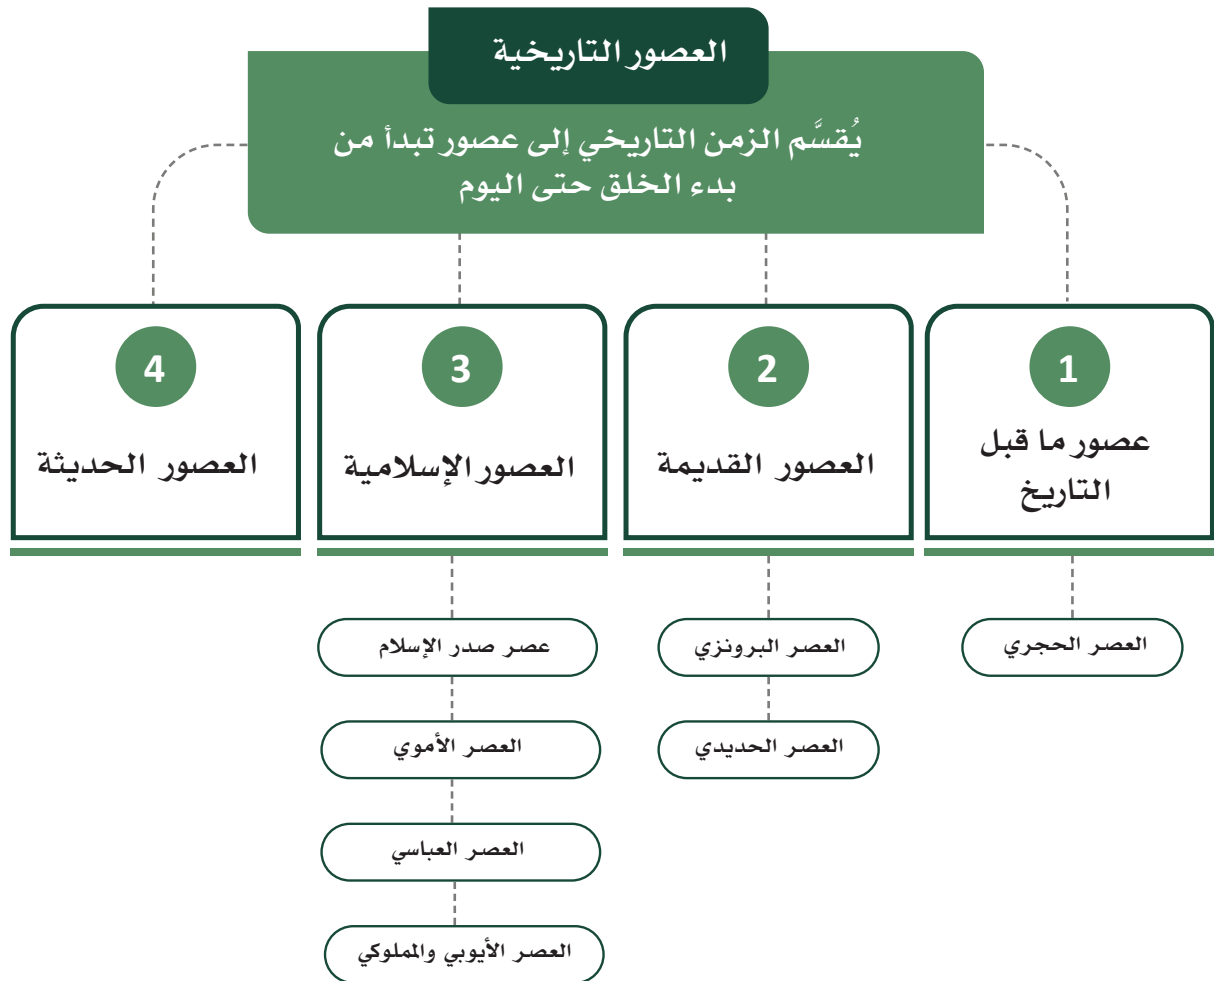 العصور التاريخية
يُقسَّم الزمن التاريخي إلى عصور تبدأ من
بدء الخلق حتى اليوم
1
عصور ما قبل
التاريخ
العصر الحجري
2
العصور القديمة
العصر البرونزي
العصر الحديدي
3
العصور الإسلامية
عصر صدر الإسلام
العصر الأموي
العصر العباسي
العصر الأيوبي والمملوكي
4
العصور الحديثة